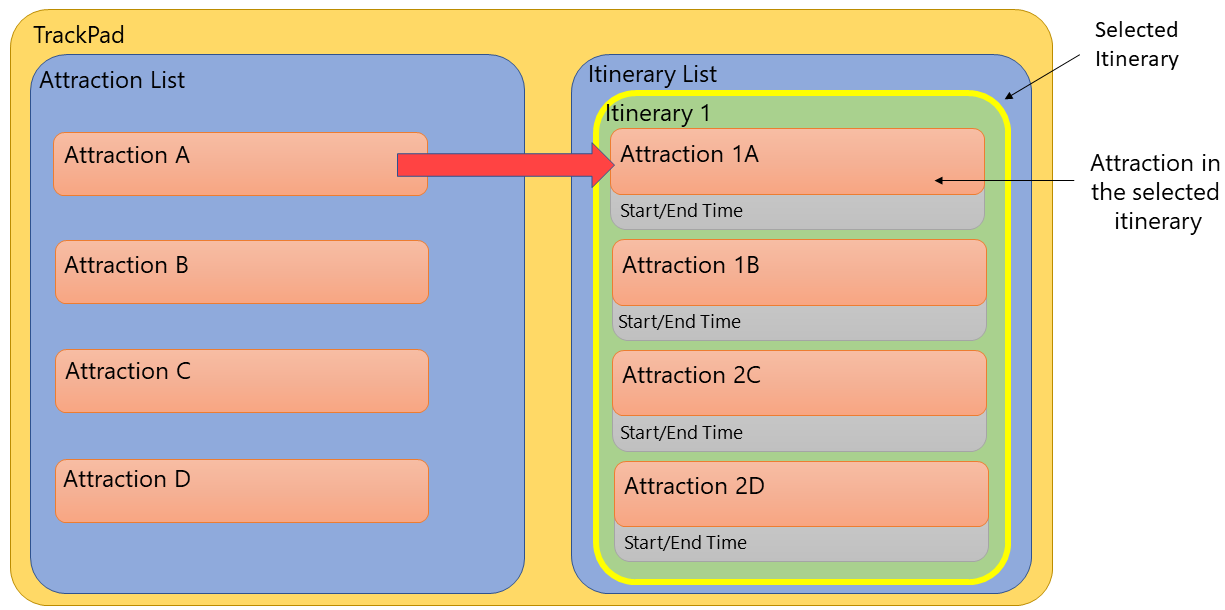 TrackPad
Attraction List
Attraction A
Attraction B
Attraction C
Attraction D
Itinerary List
Itinerary 1
Attraction 1A
Start/End Time
Attraction 1B
Start/End Time
Attraction 2C
Start/End Time
Attraction 2D
Start/End Time
Selected
Itinerary
Attraction in
the selected
itinerary